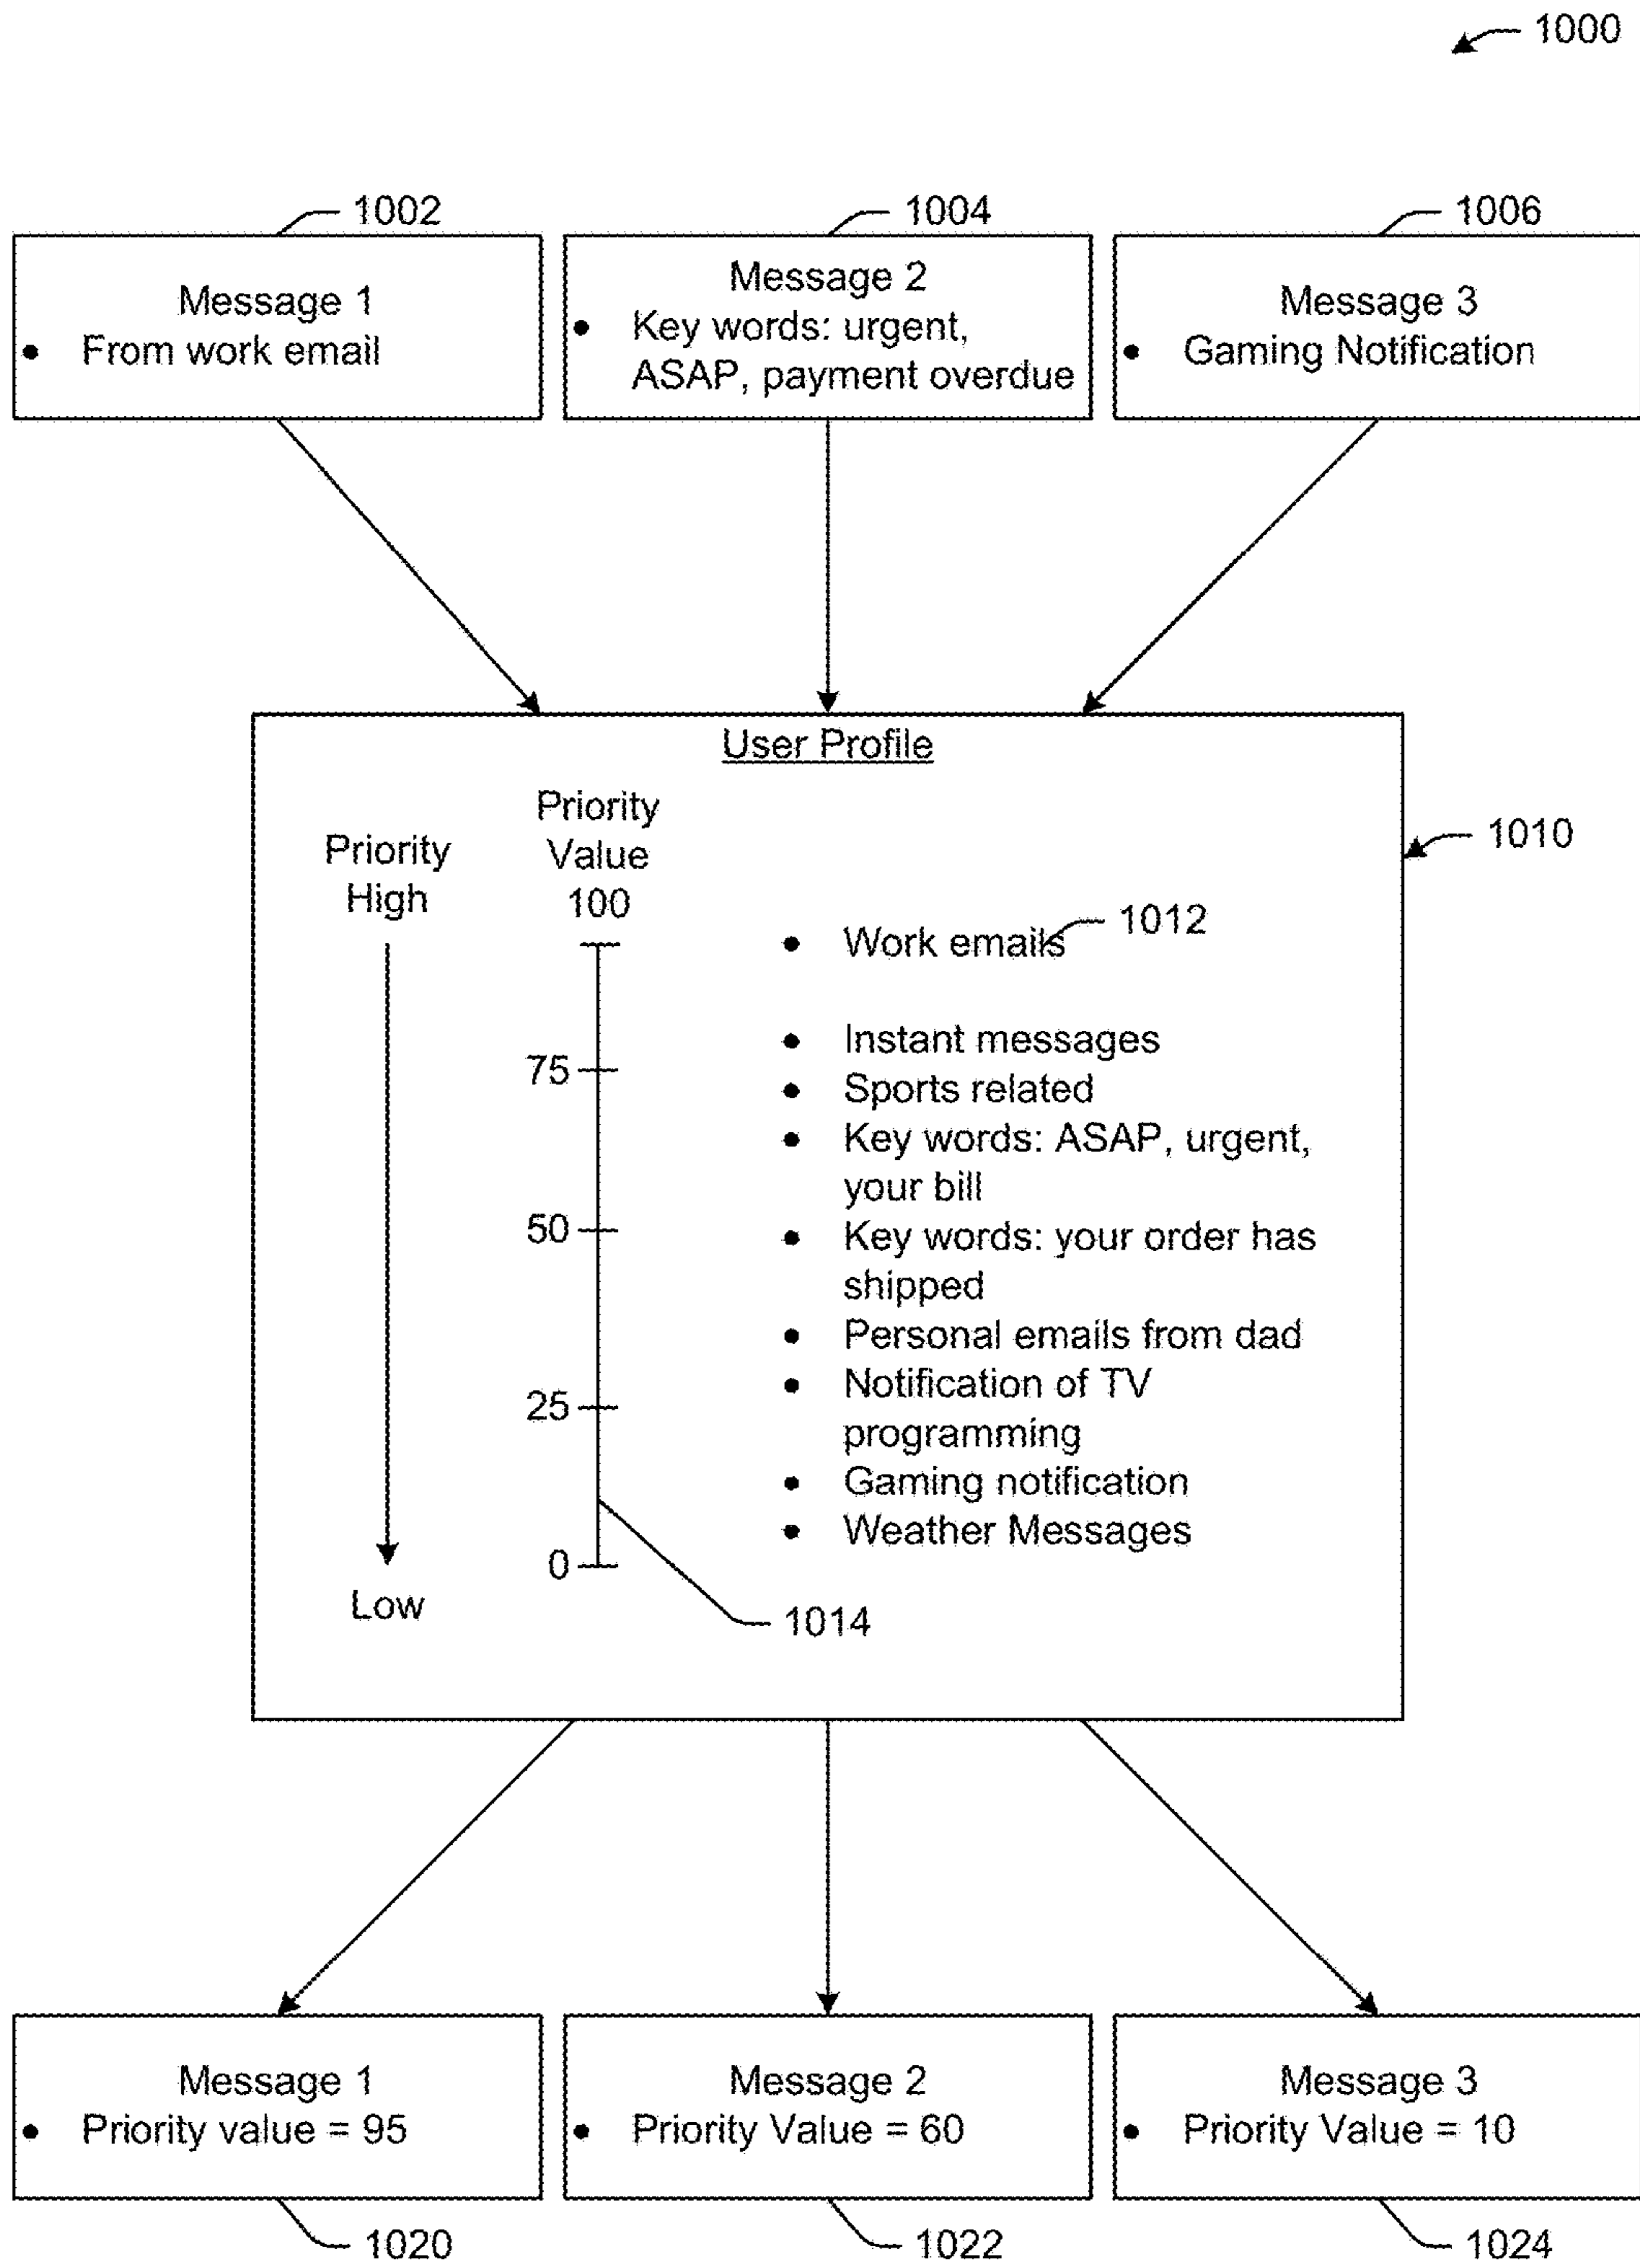 1000
1002
1004
1006
Message 1
• From work email
Message 2
• Key words: urgent,
ASAP, payment overdue
Message 3
• Gaming Notification
User Profile
1010
Priority
High
Low
Priority
Value
100
75
50
25
0
1012
• Work emails
• Instant messages
• Sports related
• Key words: ASAP, urgent,
your bill
• Key words: your order has
shipped
• Personal emails from dad
• Notification of TV
programming
• Gaming notification
• Weather Messages
1014
Message 1
• Priority value = 95
Message 2
• Priority Value = 60
Message 3
• Priority Value = 10
1020
1022
1024